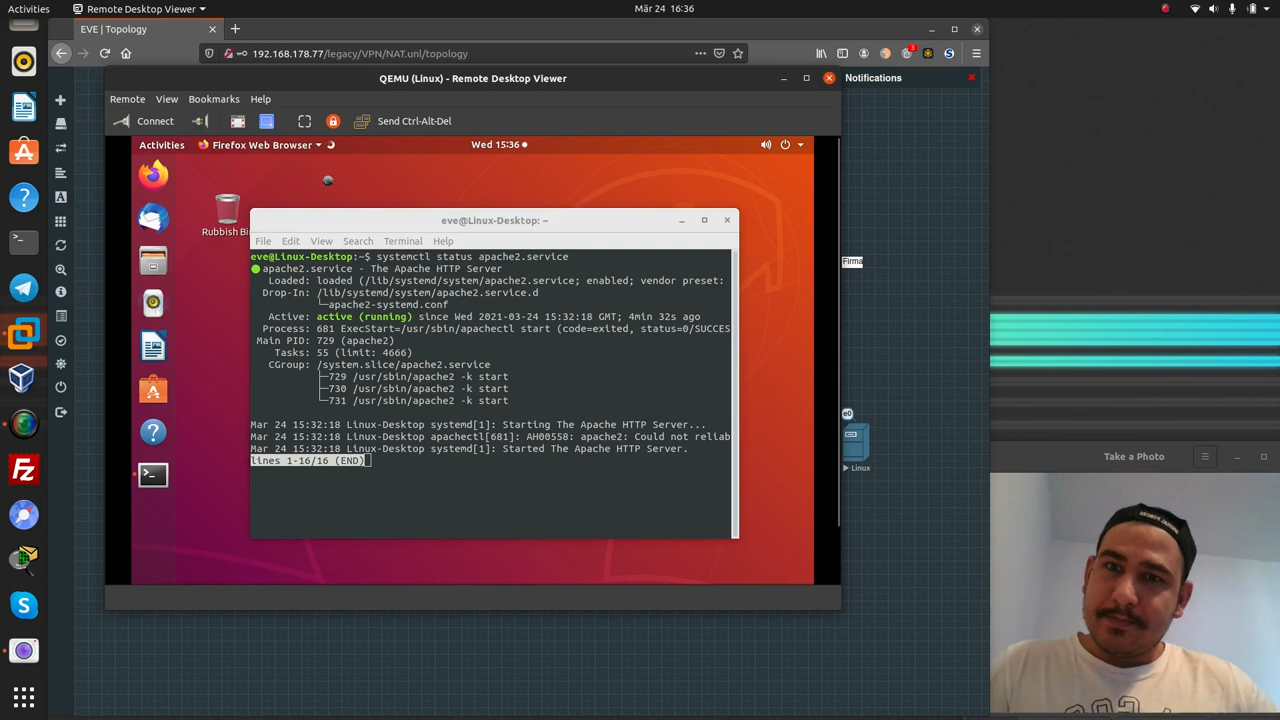 Activities
Remote Desktop Viewer
Mär 24 16:36
EVE | Topology
192.168.178.77/legacy/VPN/NAT.unl/topology
3
QEMU (Linux) - Remote Desktop Viewer
Notifications
Remote View Bookmarks Help
Connect
Send Ctrl-Alt-Del
Activities
Firefox Web Browser
Wed 15:36
Rubbish Bi
eve@Linux-Desktop: ~
File Edit View Search Terminal Help
eve@Linux-Desktop:~$ systemctl status apache2.service
apache2.service - The Apache HTTP Server
Loaded: loaded (/lib/systemd/system/apache2.service; enabled; vendor preset:
Drop-In: /lib/systemd/system/apache2.service.d
└─apache2-systemd.conf
Active: active (running) since Wed 2021-03-24 15:32:18 GMT; 4min 32s ago
Process: 681 ExecStart=/usr/sbin/apachectl start (code=exited, status=0/SUCCES
Main PID: 729 (apache2)
Tasks: 55 (limit: 4666)
CGroup: /system.slice/apache2.service
├─729 /usr/sbin/apache2 -k start
├─730 /usr/sbin/apache2 -k start
└─731 /usr/sbin/apache2 -k start
Mar 24 15:32:18 Linux-Desktop systemd[1]: Starting The Apache HTTP Server...
Mar 24 15:32:18 Linux-Desktop apachectl[681]: AH00558: apache2: Could not reliab
Mar 24 15:32:18 Linux-Desktop systemd[1]: Started The Apache HTTP Server.
lines 1-16/16 (END)
Firma
e0
Linux
Take a Photo